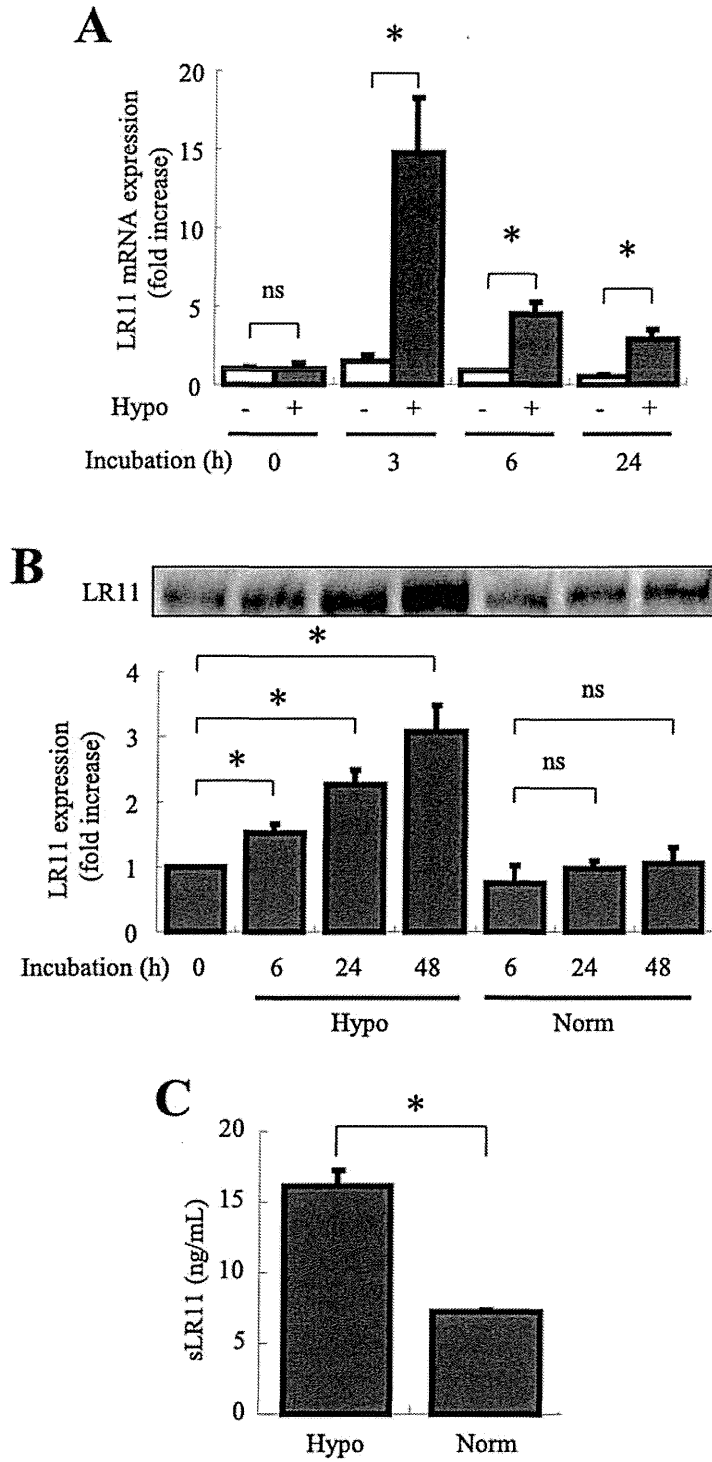 A
LR11 mRNA expression
(fold increase)
20
15
10
5
0
ns
*
*
*
Hypo - + - + - + - +
Incubation (h) 0 3 6 24
B
LR11
LR11 expression
(fold increase)
4
3
2
1
0
*
*
*
ns
ns
Incubation (h) 0 6 24 48 6 24 48
Hypo Norm
C
sLR11 (ng/mL)
20
15
10
5
0
*
Hypo Norm